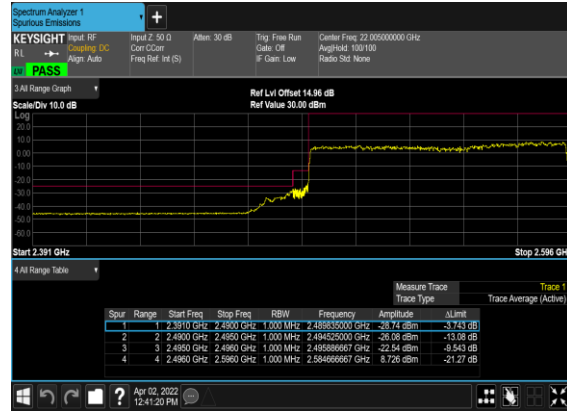 Spectrum Analyzer 1
Spurious Emissions
KEYSIGHT Input: RF
RL Coupling: DC
Align: Auto
Input Z: 50 Ω
Corr CCorr
Freq Ref: Int (S)
Atten: 30 dB
Trig: Free Run
Gate: Off
IF Gain: Low
Center Freq: 22.005000000 GHz
Avg|Hold: 100/100
Radio Std: None
PASS
3 All Range Graph
Ref Lvl Offset 14.96 dB
Scale/Div 10.0 dB
Ref Value 30.00 dBm
Log
20.0
10.0
0.00
-10.0
-20.0
-30.0
-40.0
-50.0
-60.0
Start 2.391 GHz
Stop 2.596 GH
4 All Range Table
Measure Trace Trace 1
Trace Type Trace Average (Active)
Spur Range Start Freq Stop Freq RBW Frequency Amplitude ΔLimit
1 1 2.3910 GHz 2.4900 GHz 1.000 MHz 2.489835000 GHz -28.74 dBm -3.743 dB
2 2 2.4900 GHz 2.4950 GHz 1.000 MHz 2.494525000 GHz -26.08 dBm -13.08 dB
3 3 2.4950 GHz 2.4960 GHz 1.000 MHz 2.495886667 GHz -22.54 dBm -9.543 dB
4 4 2.4960 GHz 2.5960 GHz 1.000 MHz 2.584666667 GHz 8.726 dBm -21.27 dB
Apr 02, 2022
12:41:20 PM